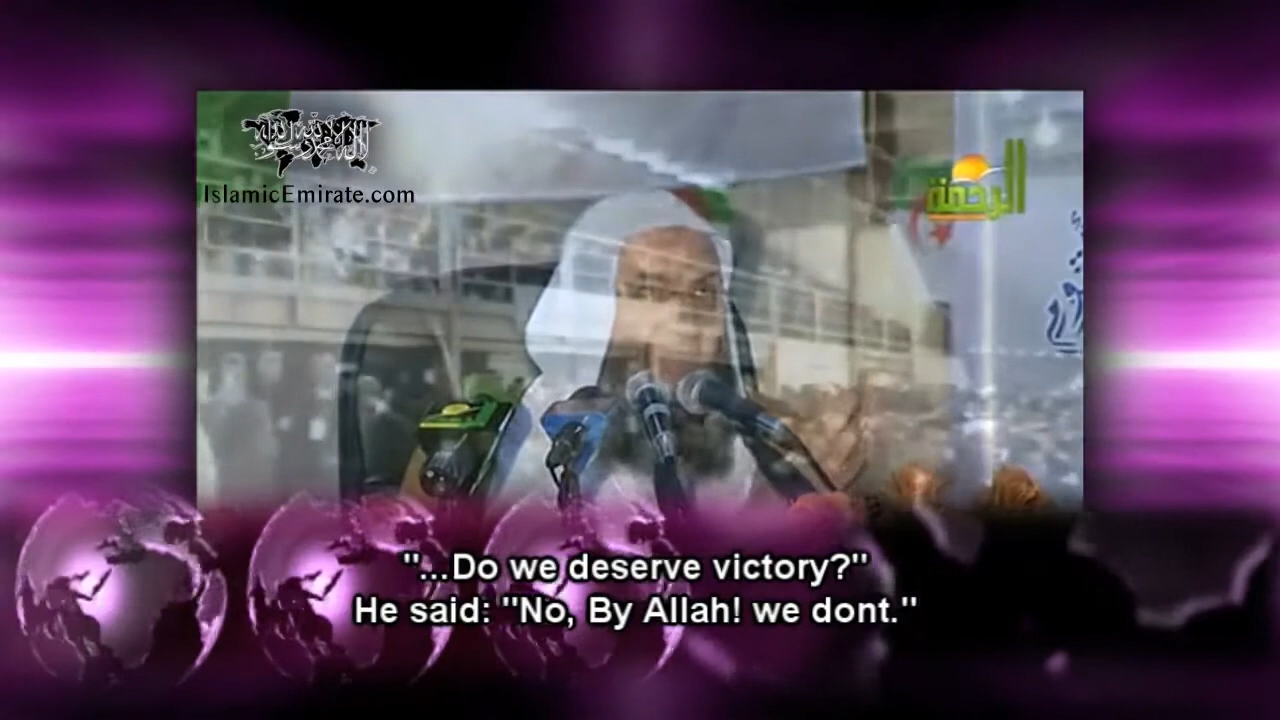 IslamicEmirate.com
الرحمة
"...Do we deserve victory?"
He said: "No, By Allah! we dont."